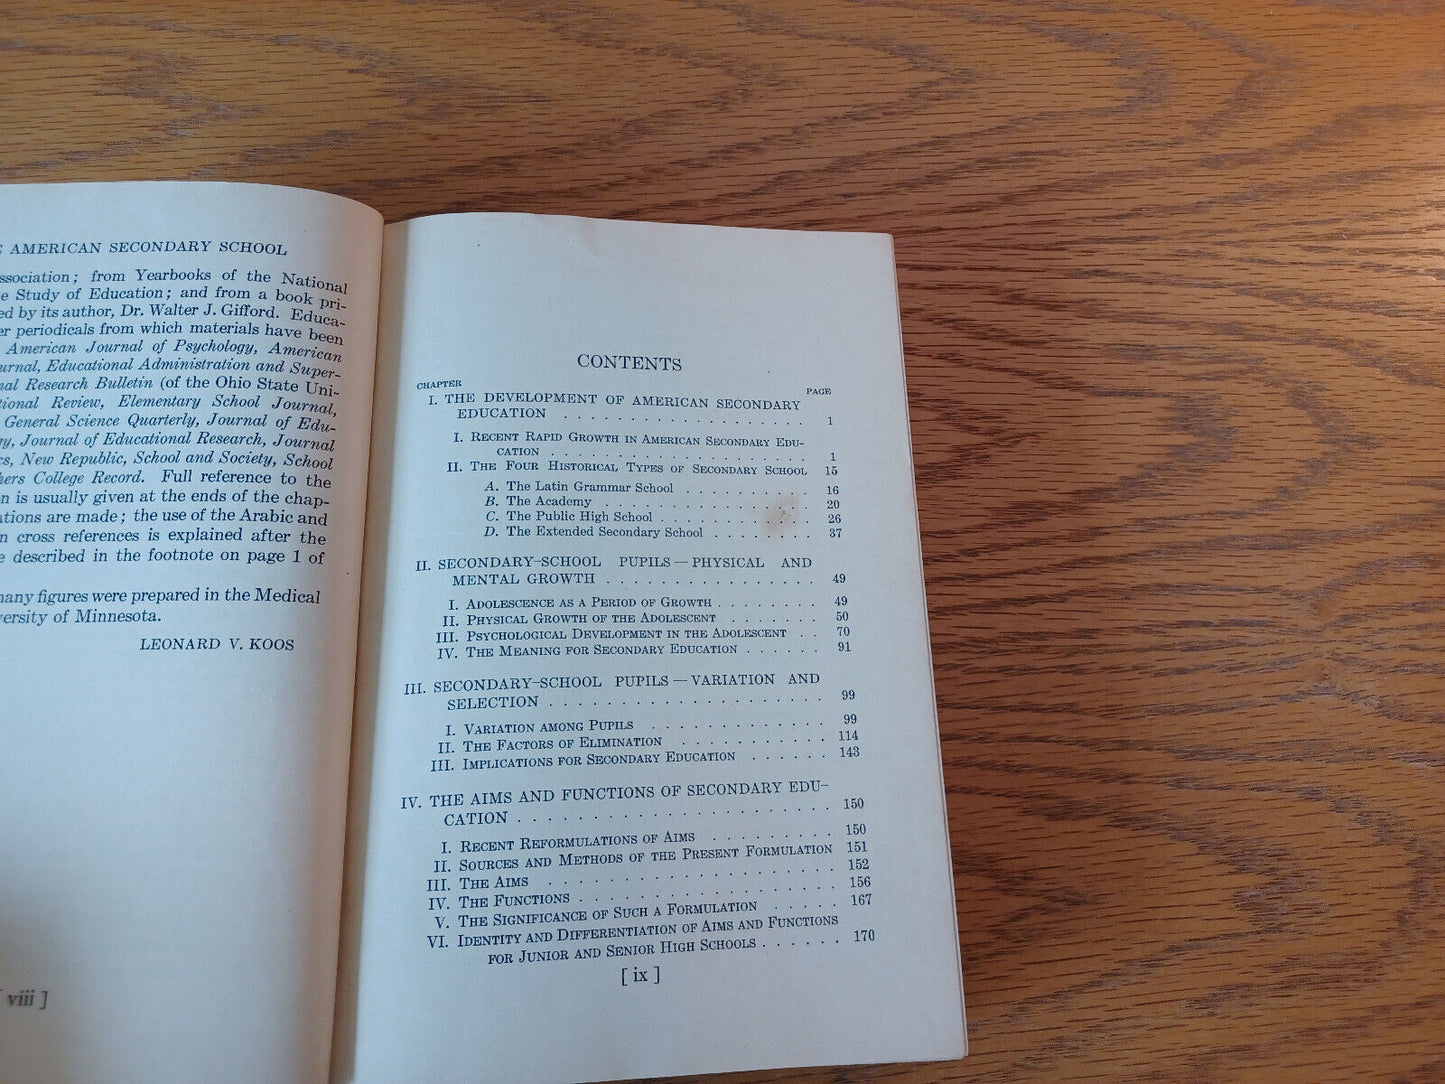 AMERICAN SECONDARY SCHOOL
ssociation; from Yearbooks of the National
e Study of Education; and from a book pri-
ed by its author, Dr. Walter J. Gifford. Educa-
er periodicals from which materials have been
American Journal of Psychology, American
urnal, Educational Administration and Super-
nal Research Bulletin (of the Ohio State Uni-
tional Review, Elementary School Journal,
General Science Quarterly, Journal of Edu-
gy, Journal of Educational Research, Journal
cs, New Republic, School and Society, School
hers College Record. Full reference to the
n is usually given at the ends of the chap-
tations are made; the use of the Arabic and
n cross references is explained after the
e described in the footnote on page 1 of
many figures were prepared in the Medical
versity of Minnesota.
LEONARD V. KOOS
[ viii ]
CONTENTS
CHAPTER PAGE
I. THE DEVELOPMENT OF AMERICAN SECONDARY
EDUCATION . . . . . . . . . . . . . 1
I. Recent Rapid Growth in American Secondary Edu-
cation . . . . . . . . . . . . . 1
II. The Four Historical Types of Secondary School 15
A. The Latin Grammar School . . . . . . . . . 16
B. The Academy . . . . . . . . . . . . . 20
C. The Public High School . . . . . . . . . . 26
D. The Extended Secondary School . . . . . . . 37
II. SECONDARY-SCHOOL PUPILS — PHYSICAL AND
MENTAL GROWTH . . . . . . . . . . . . 49
I. Adolescence as a Period of Growth . . . . . . . 49
II. Physical Growth of the Adolescent . . . . . . . 50
III. Psychological Development in the Adolescent . . 70
IV. The Meaning for Secondary Education . . . . . . 91
III. SECONDARY-SCHOOL PUPILS — VARIATION AND
SELECTION . . . . . . . . . . . . . . . 99
I. Variation among Pupils . . . . . . . . . . 99
II. The Factors of Elimination . . . . . . . . . 114
III. Implications for Secondary Education . . . . . 143
IV. THE AIMS AND FUNCTIONS OF SECONDARY EDU-
CATION . . . . . . . . . . . . . . . . 150
I. Recent Reformulations of Aims . . . . . . . . 150
II. Sources and Methods of the Present Formulation 151
III. The Aims . . . . . . . . . . . . . . . 152
IV. The Functions . . . . . . . . . . . . . 156
V. The Significance of Such a Formulation . . . . . 167
VI. Identity and Differentiation of Aims and Functions
for Junior and Senior High Schools . . . . . . 170
[ ix ]